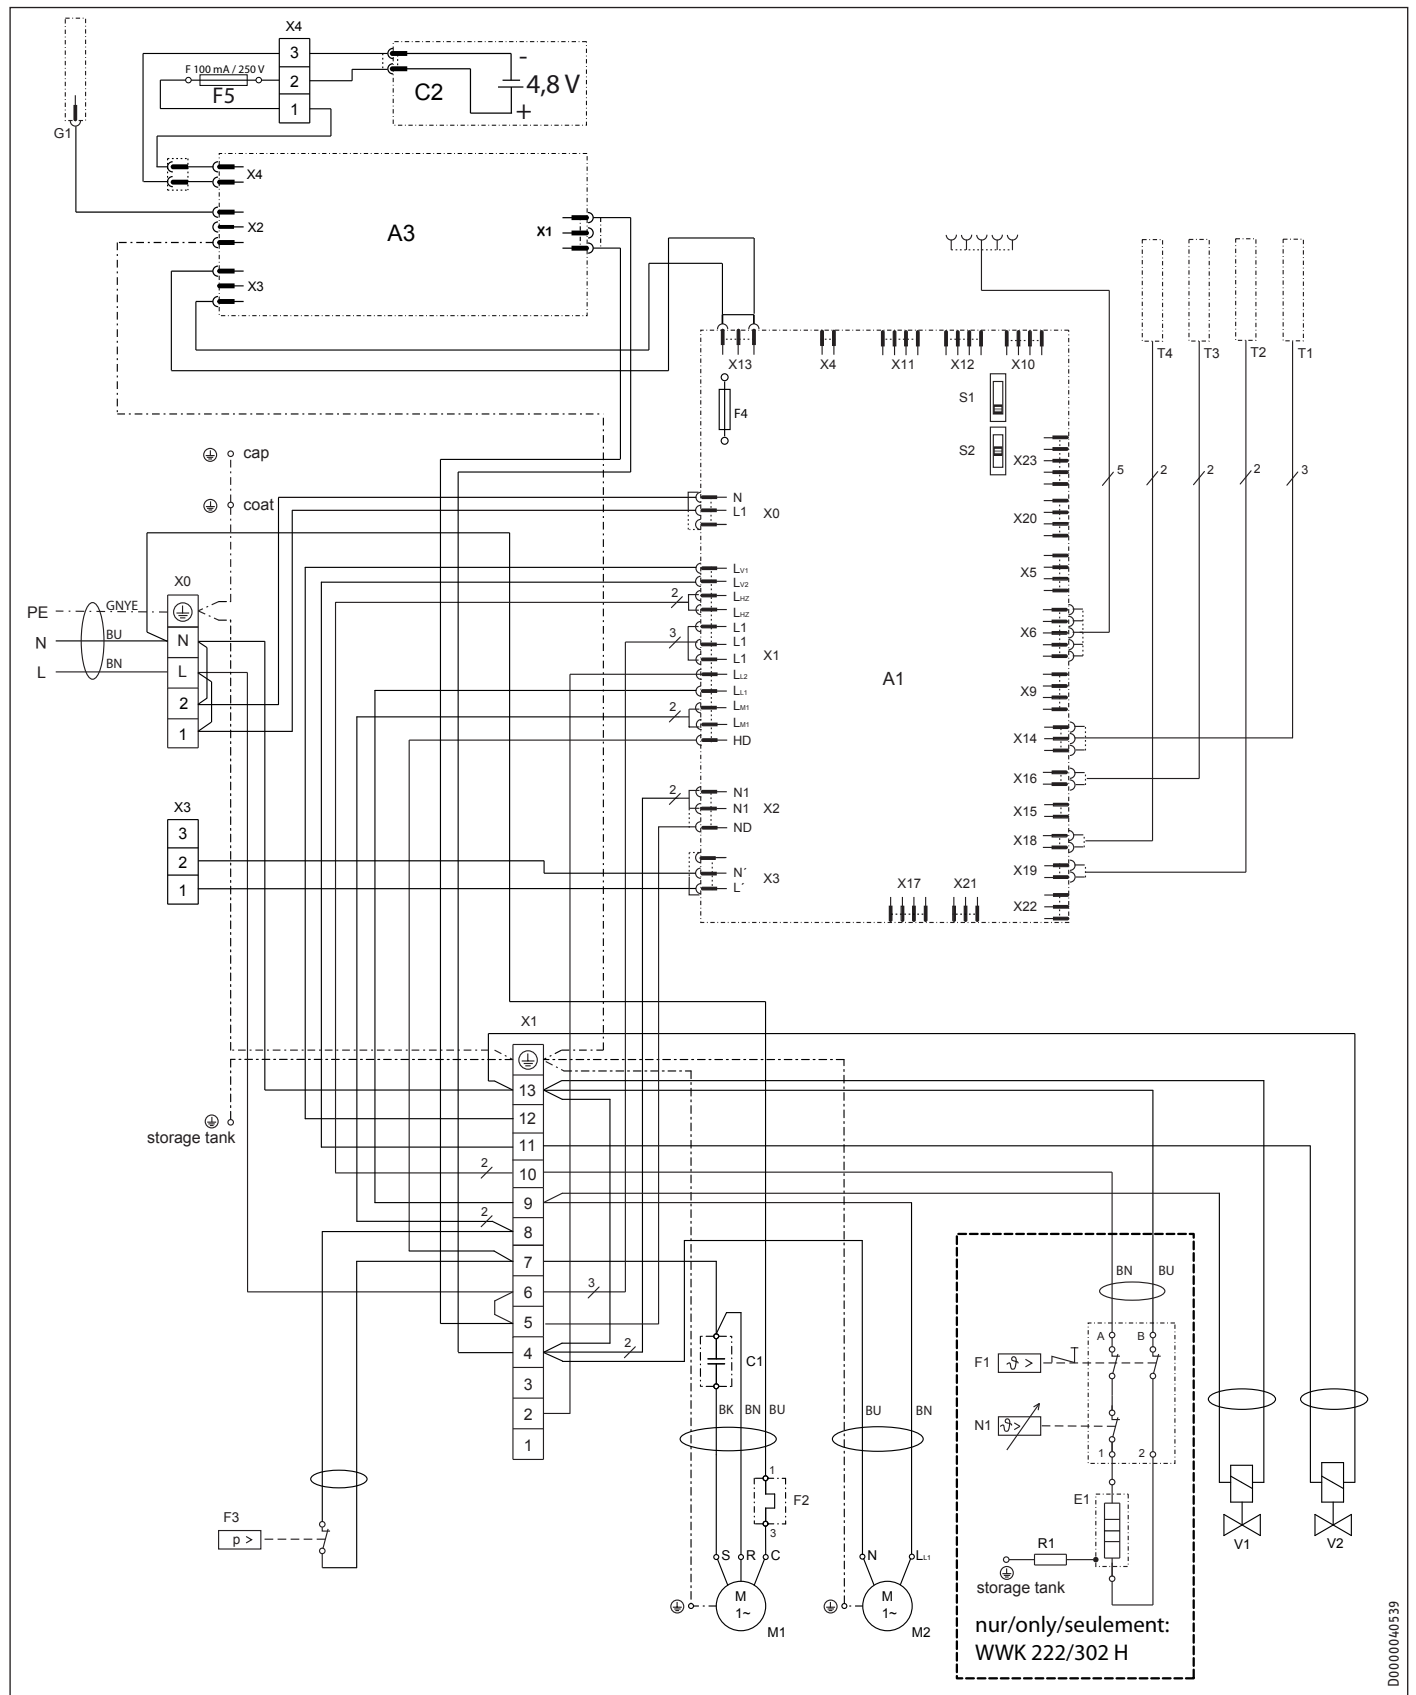 X4
3
2
1
F 100 mA / 250 V
F5
C2
-
4,8 V
+
G1
X4
X2
X3
A3
X1
T4
T3
T2
T1
X13
X4
X11
X12
X10
F4
S1
S2
X23
X20
X5
X6
X9
X14
X16
X15
X18
X19
X22
X17
X21
A1
5
2
2
2
3
cap
coat
N
L1
X0
LV1
LV2
LHZ
LHZ
L1
L1
L1
LL2
LL1
LM1
LM1
HD
X1
2
3
2
N1
N1
ND
X2
2
N´
L´
X3
X0
PE
GNYE
N
BU
N
L
BN
L
2
1
X3
3
2
1
storage tank
X1
13
12
11
10
9
8
7
6
5
4
3
2
1
2
2
3
2
F3
p >
C1
BK
BN
BU
1
F2
3
S
R
C
M
1~
M1
BU
BN
N
LL1
M
1~
M2
BN
BU
A
B
F1
ϑ >
N1
ϑ>
1
2
E1
R1
storage tank
nur/only/seulement:
WWK 222/302 H
V1
V2
D0000040539